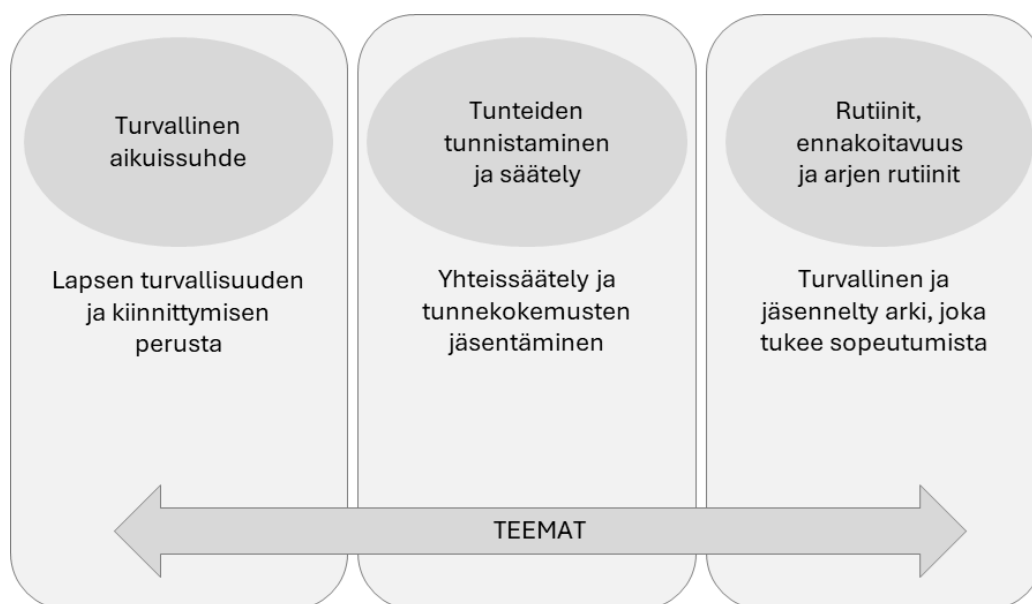 Turvallinen
aikuissuhde
Lapsen turvallisuuden
ja kiinnittymisen
perusta
Tunteiden
tunnistaminen
ja säätely
Yhteissäätely ja
tunnekokemusten
jäsentäminen
Rutiinit,
ennakoitavuus
ja arjen rutiinit
Turvallinen ja
jäsennelty arki, joka
tukee sopeutumista
TEEMAT